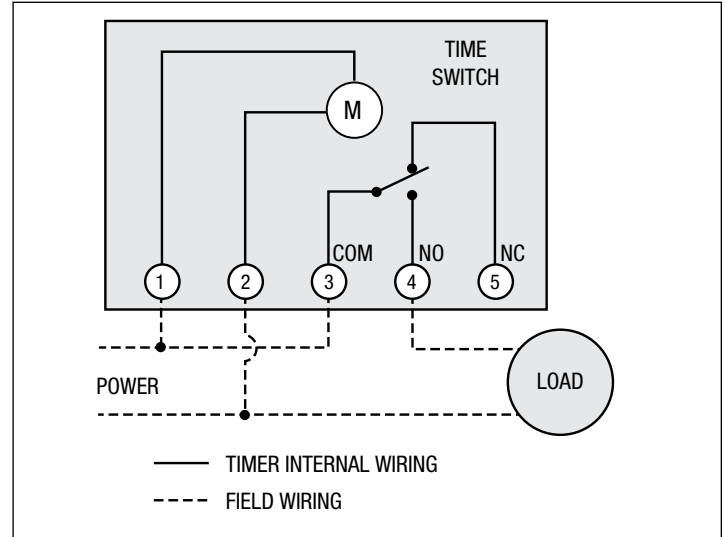 TIME
SWITCH
M
COM NO NC
1 2 3 4 5
POWER
LOAD
TIMER INTERNAL WIRING
FIELD WIRING